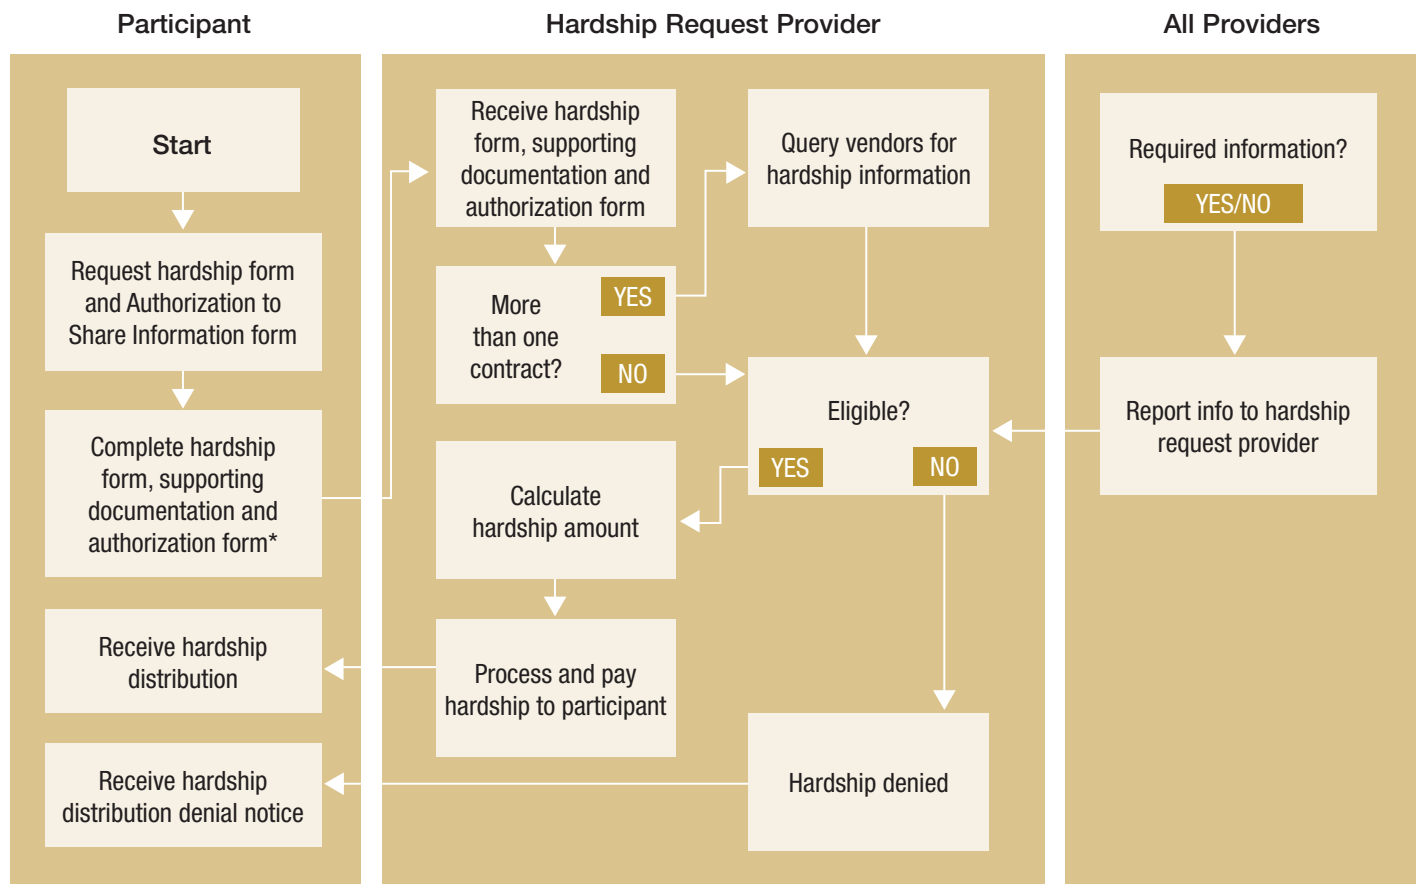 Participant
Start
Request hardship form
and Authorization to
Share Information form
Complete hardship
form, supporting
documentation and
authorization form*
Receive hardship
distribution
Receive hardship
distribution denial notice
Hardship Request Provider
Receive hardship
form, supporting
documentation and
authorization form
More
than one
contract?
YES
NO
Calculate
hardship amount
Process and pay
hardship to participant
Query vendors for
hardship information
Eligible?
YES
NO
Hardship denied
All Providers
Required information?
YES/NO
Report info to hardship
request provider